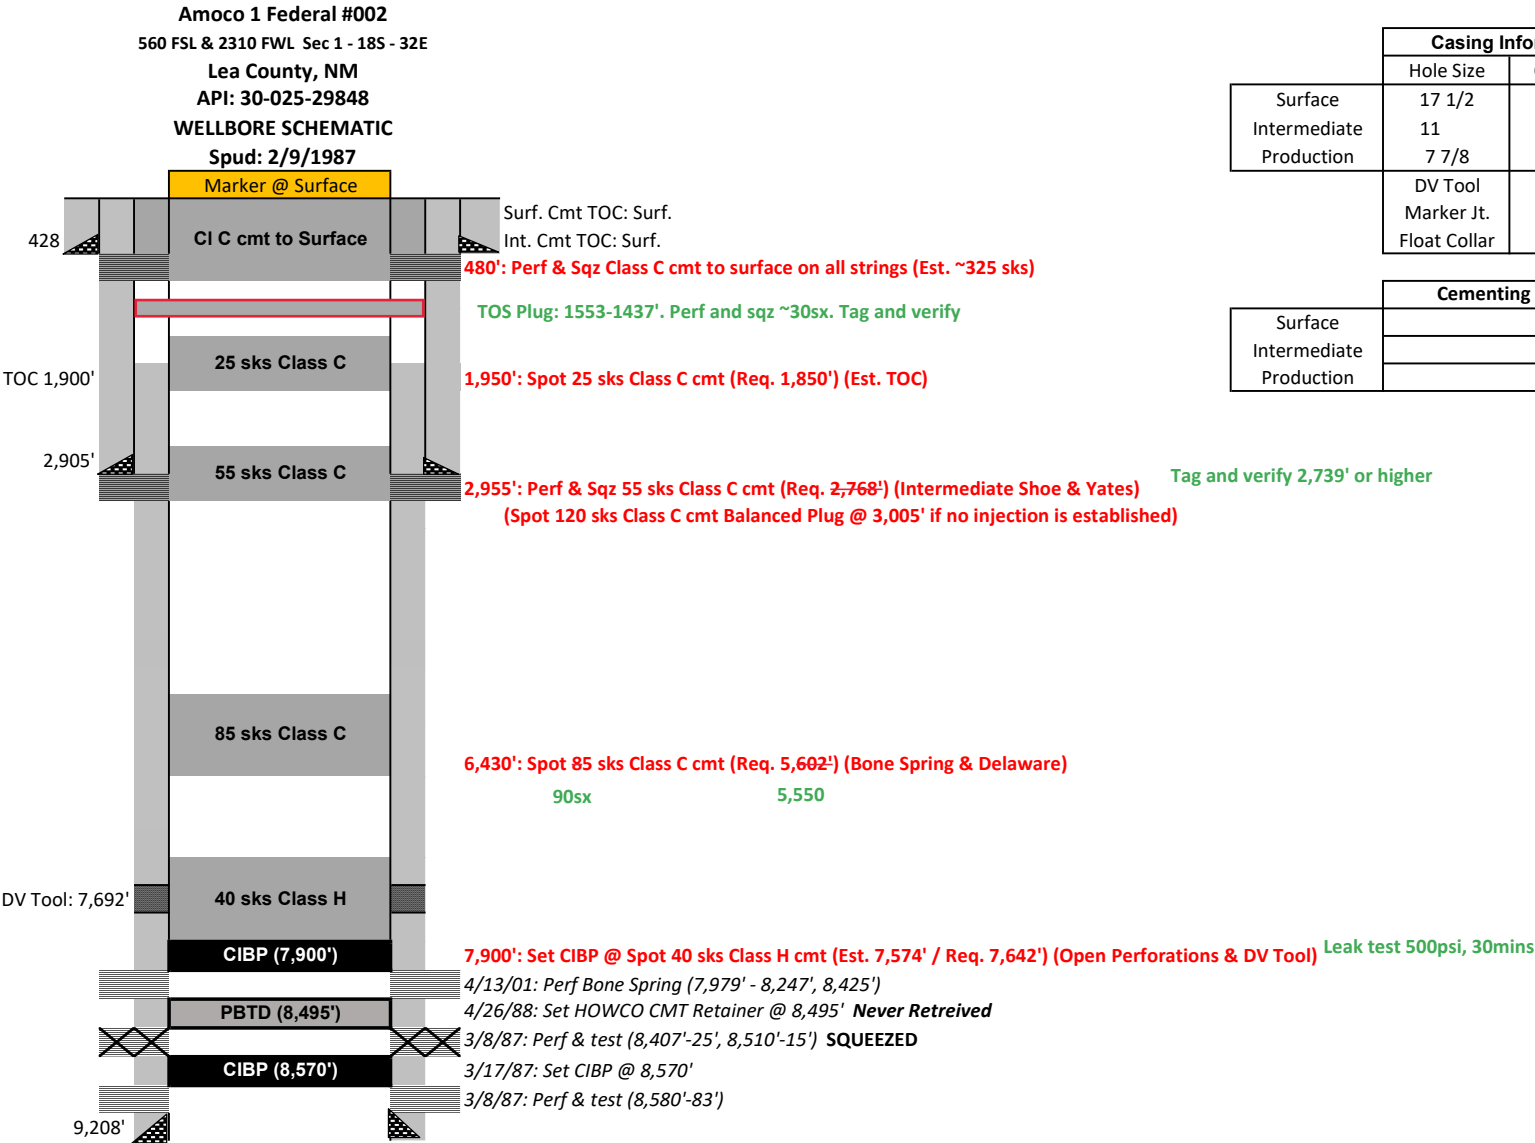 Amoco 1 Federal #002
560 FSL & 2310 FWL Sec 1 - 18S - 32E
Lea County, NM
API: 30-025-29848
WELLBORE SCHEMATIC
Spud: 2/9/1987
Marker @ Surface
Casing Info
Hole Size
Surface 17 1/2
Intermediate 11
Production 7 7/8
DV Tool
Marker Jt.
Float Collar
Cementing
Surface
Intermediate
Production
Surf. Cmt TOC: Surf.
428
Cl C cmt to Surface
Int. Cmt TOC: Surf.
480': Perf & Sqz Class C cmt to surface on all strings (Est. ~325 sks)
TOS Plug: 1553-1437'. Perf and sqz ~30sx. Tag and verify
25 sks Class C
TOC 1,900'
1,950': Spot 25 sks Class C cmt (Req. 1,850') (Est. TOC)
2,905'
55 sks Class C
Tag and verify 2,739' or higher
2,955': Perf & Sqz 55 sks Class C cmt (Req. 2,768') (Intermediate Shoe & Yates)
(Spot 120 sks Class C cmt Balanced Plug @ 3,005' if no injection is established)
85 sks Class C
6,430': Spot 85 sks Class C cmt (Req. 5,602') (Bone Spring & Delaware)
90sx 5,550
DV Tool: 7,692'
40 sks Class H
CIBP (7,900')
7,900': Set CIBP @ Spot 40 sks Class H cmt (Est. 7,574' / Req. 7,642') (Open Perforations & DV Tool) Leak test 500psi, 30mins
4/13/01: Perf Bone Spring (7,979' - 8,247', 8,425')
PBTD (8,495')
4/26/88: Set HOWCO CMT Retainer @ 8,495' Never Retreived
3/8/87: Perf & test (8,407'-25', 8,510'-15') SQUEEZED
CIBP (8,570')
3/17/87: Set CIBP @ 8,570'
3/8/87: Perf & test (8,580'-83')
9,208'